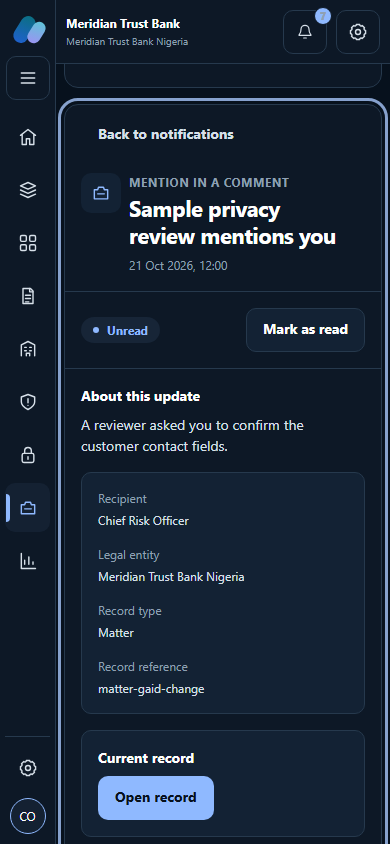 Meridian Trust Bank
Meridian Trust Bank Nigeria
Back to notifications
MENTION IN A COMMENT
Sample privacy
review mentions you
21 Oct 2026, 12:00
Unread
Mark as read
About this update
A reviewer asked you to confirm the
customer contact fields.
Recipient
Chief Risk Officer
Legal entity
Meridian Trust Bank Nigeria
Record type
Matter
Record reference
matter-gaid-change
Current record
Open record
CO